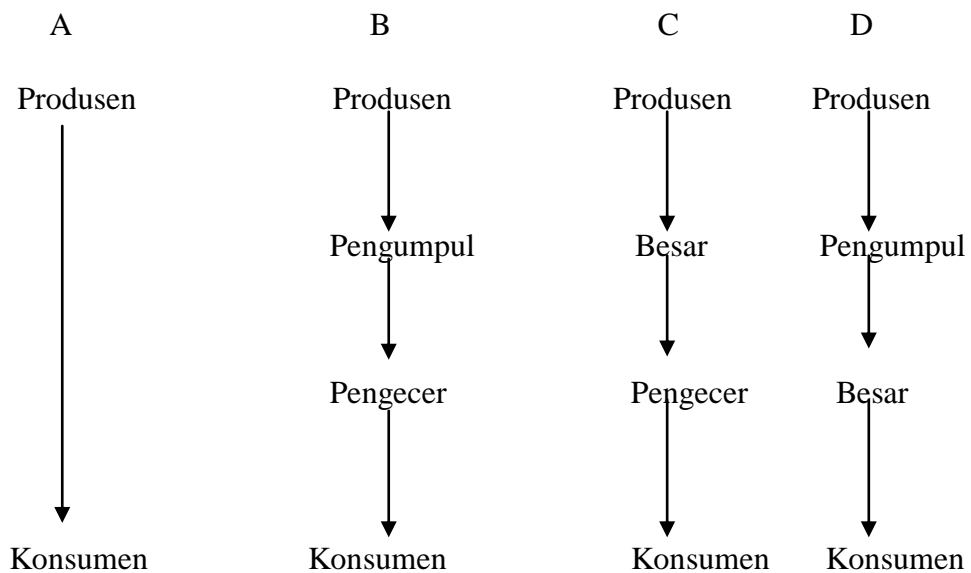 A B C D
Produsen Produsen Produsen Produsen
Pengumpul Besar Pengumpul
Pengecer Pengecer Besar
Konsumen Konsumen Konsumen Konsumen